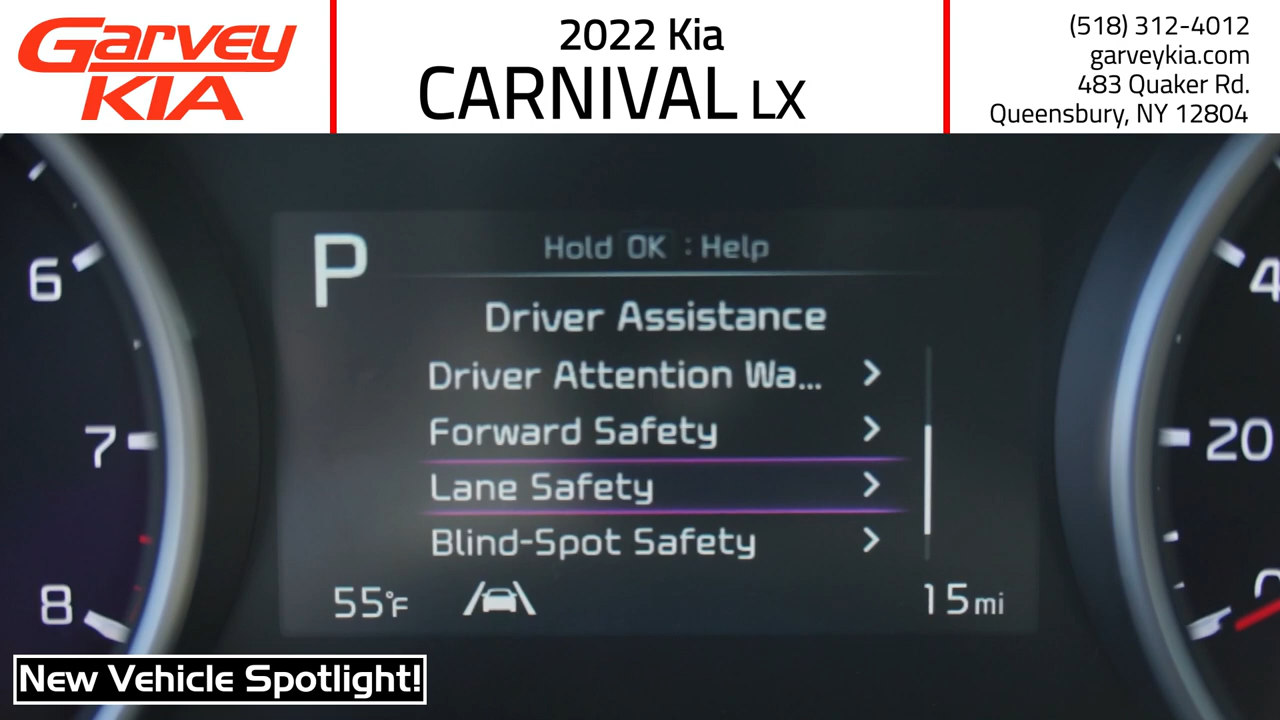 Garvey
KIA
2022 Kia
CARNIVAL LX
(518) 312-4012
garveykia.com
483 Quaker Rd.
Queensbury, NY 12804
P
Hold OK : Help
Driver Assistance
Driver Attention Wa... >
Forward Safety >
Lane Safety >
Blind-Spot Safety >
55°F
15mi
6
7
8
4
20
0
New Vehicle Spotlight!